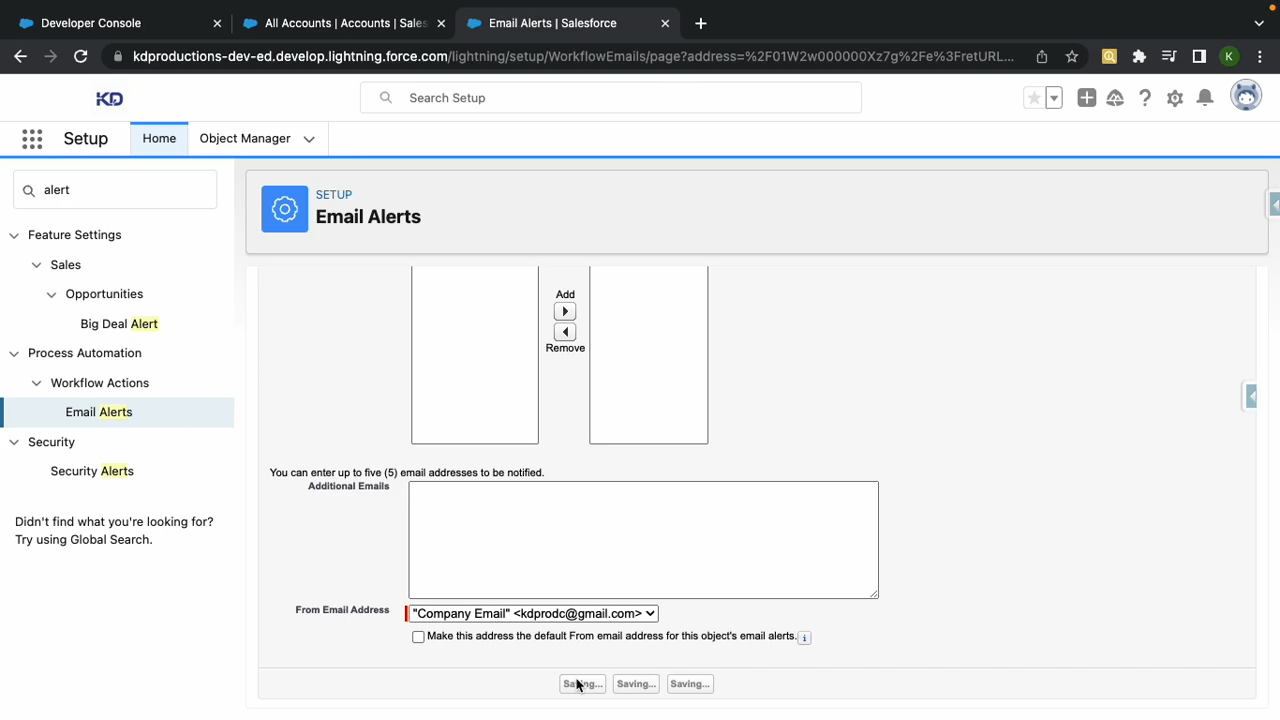 Developer Console
All Accounts | Accounts | Sales
Email Alerts | Salesforce
kdproductions-dev-ed.develop.lightning.force.com/lightning/setup/WorkflowEmails/page?address=%2F01W2w000000Xz7g%2Fe%3FretURL...
K
KD
Search Setup
Setup
Home
Object Manager
alert
SETUP
Email Alerts
Feature Settings
Sales
Opportunities
Big Deal Alert
Process Automation
Workflow Actions
Email Alerts
Security
Security Alerts
Didn't find what you're looking for?
Try using Global Search.
Add
Remove
You can enter up to five (5) email addresses to be notified.
Additional Emails
From Email Address
"Company Email" <kdprodc@gmail.com>
Make this address the default From email address for this object's email alerts.
Saving... Saving... Saving...